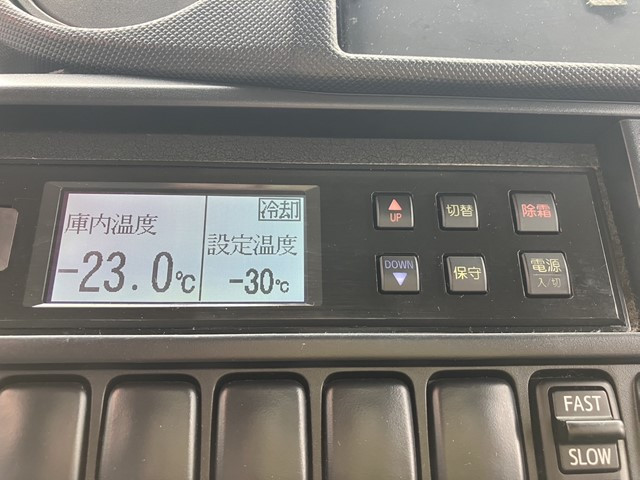 庫内温度
-23.0℃
冷却
設定温度
-30℃
UP
切替
除霜
DOWN
保守
電源
入/切
FAST
SLOW